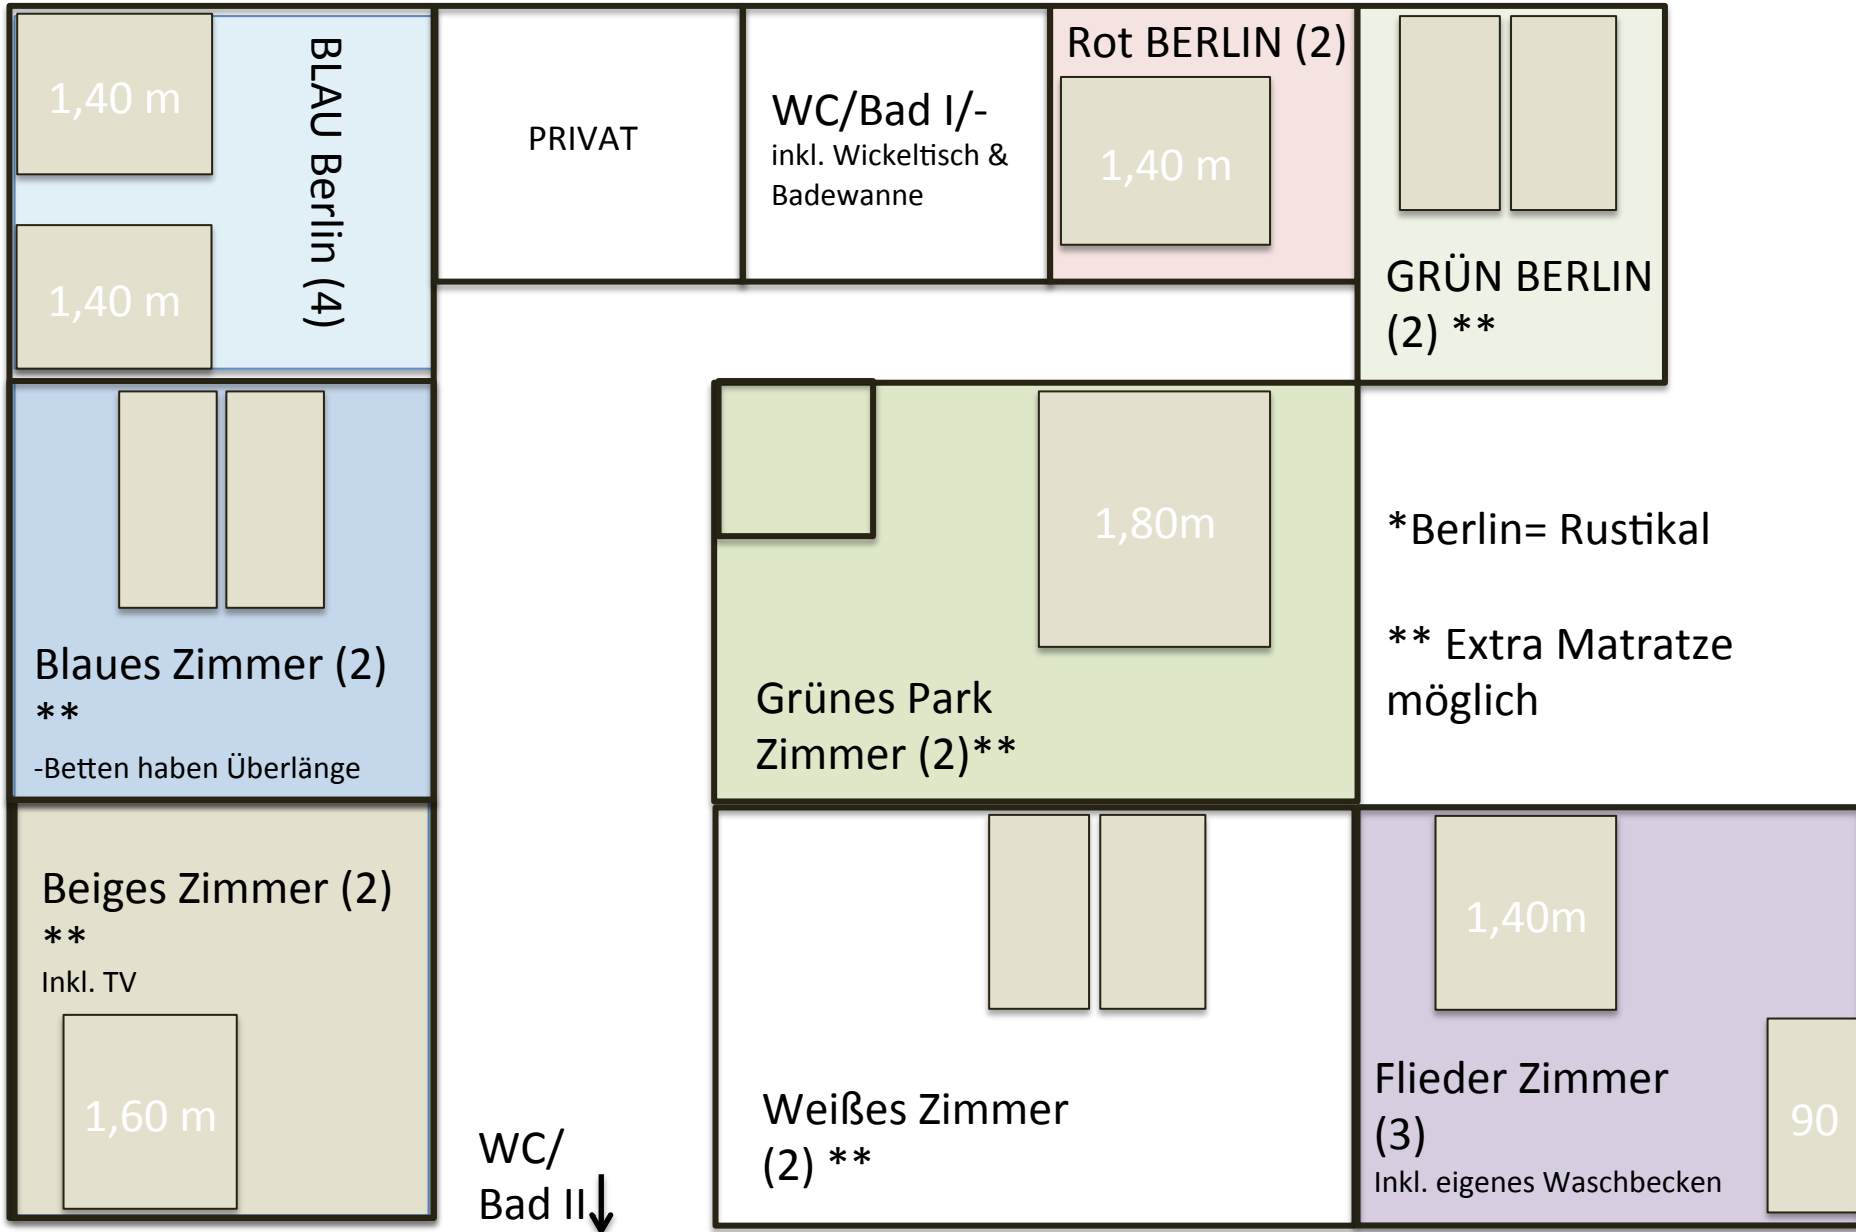 1,40 m
1,40 m
BLAU Berlin (4)
PRIVAT
WC/Bad I/-
inkl. Wickeltisch &
Badewanne
Rot BERLIN (2)
1,40 m
GRÜN BERLIN
(2) **
Blaues Zimmer (2)
**
-Betten haben Überlänge
1,80m
Grünes Park
Zimmer (2)**
*Berlin= Rustikal
** Extra Matratze
möglich
Beiges Zimmer (2)
**
Inkl. TV
1,60 m
WC/
Bad II
Weißes Zimmer
(2) **
1,40m
Flieder Zimmer
(3)
Inkl. eigenes Waschbecken
90